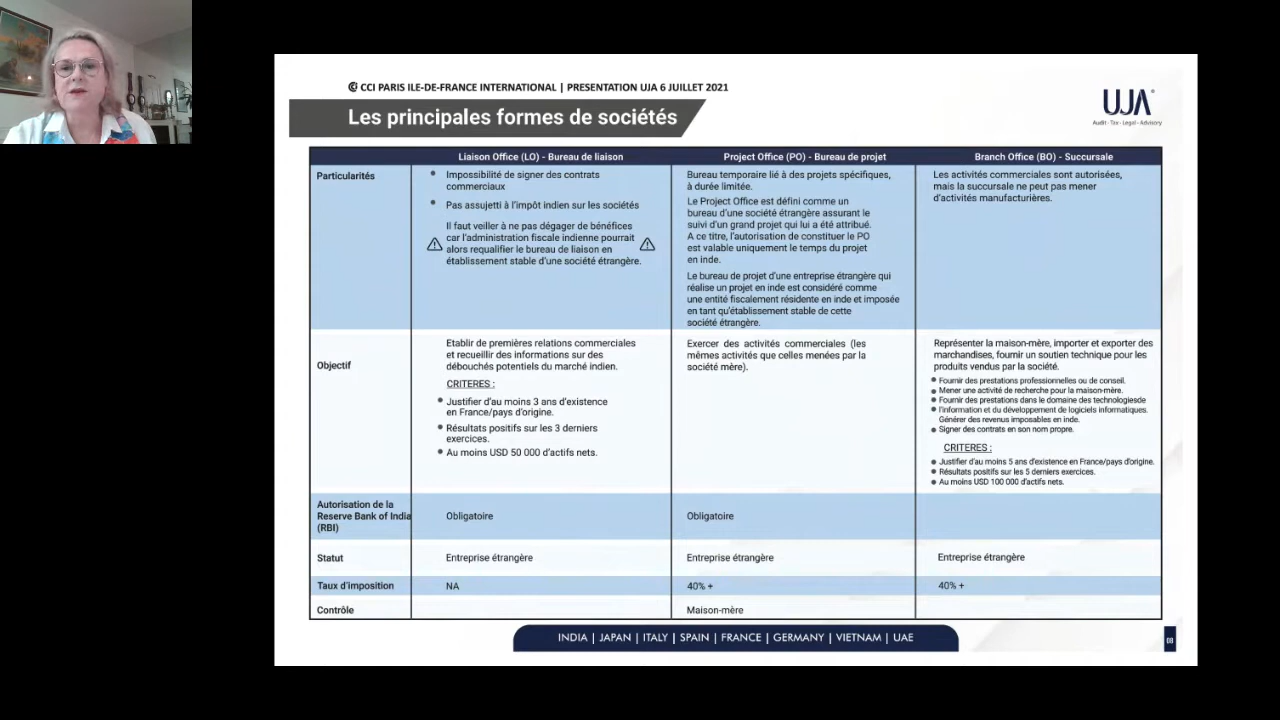 CCI PARIS ILE-DE-FRANCE INTERNATIONAL | PRESENTATION UJA 6 JUILLET 2021
Les principales formes de sociétés
UJA
Audit - Tax - Legal - Advisory
Liaison Office (LO) - Bureau de liaison
Project Office (PO) - Bureau de projet
Branch Office (BO) - Succursale
Particularités
Impossibilité de signer des contrats
commerciaux
Pas assujetti à l'impôt indien sur les sociétés
Il faut veiller à ne pas dégager de bénéfices
car l'administration fiscale indienne pourrait
alors requalifier le bureau de liaison en
établissement stable d'une société étrangère.
Bureau temporaire lié à des projets spécifiques,
à durée limitée.
Le Project Office est défini comme un
bureau d'une société étrangère assurant le
suivi d'un grand projet qui lui a été attribué.
A ce titre, l'autorisation de constituer le PO
est valable uniquement le temps du projet
en inde.
Le bureau de projet d'une entreprise étrangère qui
réalise un projet en inde est considéré comme
une entité fiscalement résidente en inde et imposée
en tant qu'établissement stable de cette
société étrangère.
Les activités commerciales sont autorisées,
mais la succursale ne peut pas mener
d'activités manufacturières.
Objectif
Etablir de premières relations commerciales
et recueillir des informations sur des
débouchés potentiels du marché indien.
CRITERES :
Justifier d'au moins 3 ans d'existence
en France/pays d'origine.
Résultats positifs sur les 3 derniers
exercices.
Au moins USD 50 000 d'actifs nets.
Exercer des activités commerciales (les
mêmes activités que celles menées par la
société mère).
Représenter la maison-mère, importer et exporter des
marchandises, fournir un soutien technique pour les
produits vendus par la société.
Fournir des prestations professionelles ou de conseil.
Mener une activité de recherche pour la maison-mère.
Fournir des prestations dans le domaine des technologiesde
l'Information et du développement de logiciels informatiques.
Générer des revenus imposables en inde.
Signer des contrats en son nom propre.
CRITERES :
Justifier d'au moins 5 ans d'existence en France/pays d'origine.
Résultats positifs sur les 5 derniers exercices.
Au moins USD 100 000 d'actifs nets.
Autorisation de la
Reserve Bank of India
(RBI)
Obligatoire
Obligatoire
Statut
Entreprise étrangère
Entreprise étrangère
Entreprise étrangère
Taux d'imposition
NA
40% +
40% +
Contrôle
Maison-mère
INDIA | JAPAN | ITALY | SPAIN | FRANCE | GERMANY | VIETNAM | UAE
08